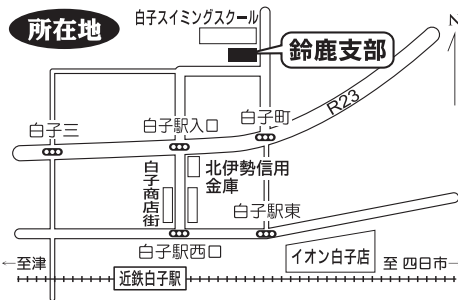 所在地
白子スイミングスクール
N
鈴鹿支部
R23
白子町
白子駅入口
白子三
北伊勢信用
金庫
白子商店街
白子駅東
白子駅西口
イオン白子店
←至津
近鉄白子駅
至 四日市→